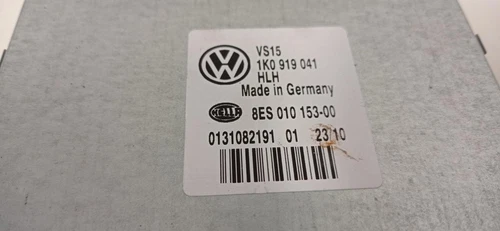 VS15
1K0 919 041
HLH
Made in Germany
HELLA 8ES 010 153-00
0131082191 01 23/10